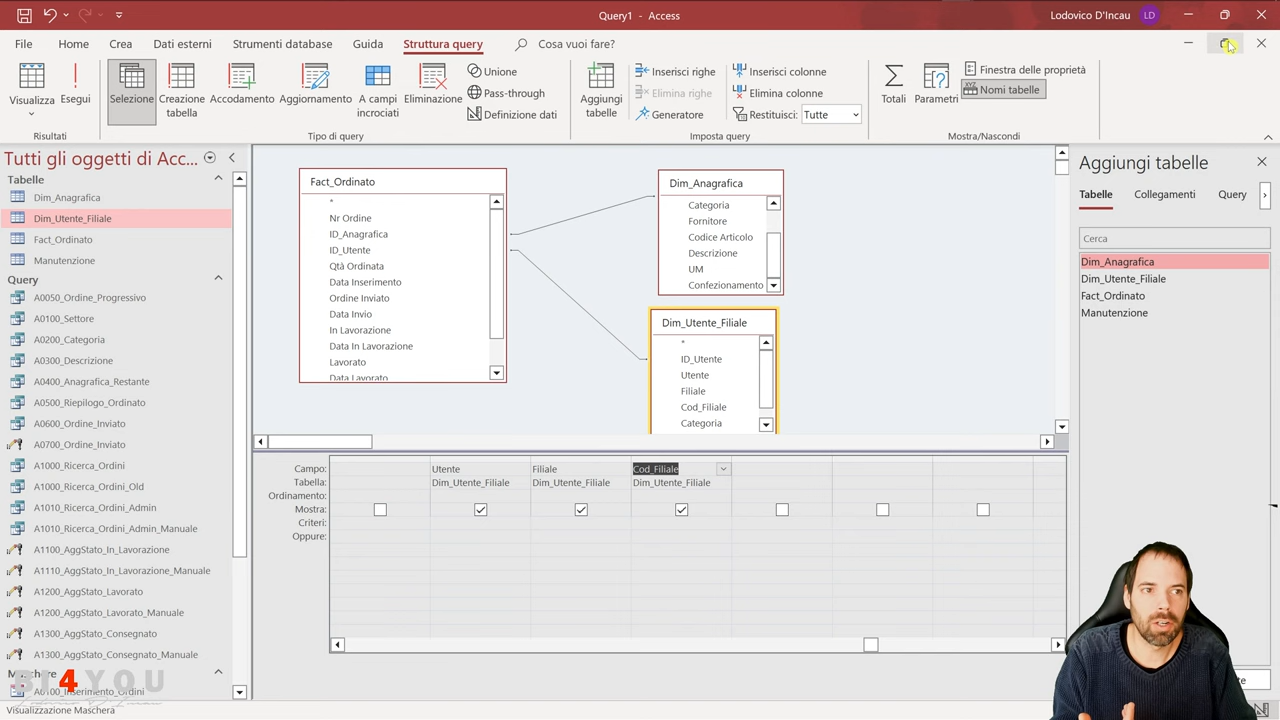 Query1 - Access
Lodovico D'Incau LD
File Home Crea Dati esterni Strumenti database Guida Struttura query Cosa vuoi fare?
Visualizza
Esegui
Risultati
Selezione
Creazione tabella
Accodamento
Aggiornamento
A campi incrociati
Eliminazione
Unione
Pass-through
Definizione dati
Tipo di query
Aggiungi tabelle
Inserisci righe
Elimina righe
Generatore
Inserisci colonne
Elimina colonne
Restituisci: Tutte
Imposta query
Totali
Parametri
Finestra delle proprietà
Nomi tabelle
Mostra/Nascondi
Tutti gli oggetti di Acc...
Tabelle
Dim_Anagrafica
Dim_Utente_Filiale
Fact_Ordinato
Manutenzione
Query
A0050_Ordine_Progressivo
A0100_Settore
A0200_Categoria
A0300_Descrizione
A0400_Anagrafica_Restante
A0500_Riepilogo_Ordinato
A0600_Ordine_Inviato
A0700_Ordine_Inviato
A1000_Ricerca_Ordini
A1000_Ricerca_Ordini_Old
A1010_Ricerca_Ordini_Admin
A1010_Ricerca_Ordini_Admin_Manuale
A1100_AggStato_In_Lavorazione
A1110_AggStato_In_Lavorazione_Manuale
A1200_AggStato_Lavorato
A1200_AggStato_Lavorato_Manuale
A1300_AggStato_Consegnato
A1300_AggStato_Consegnato_Manuale
A0100_Inserimento_Ordini
BI4YOU
Visualizzazione Maschera
Fact_Ordinato
*
Nr Ordine
ID_Anagrafica
ID_Utente
Qtà Ordinata
Data Inserimento
Ordine Inviato
Data Invio
In Lavorazione
Data In Lavorazione
Lavorato
Data Lavorato
Dim_Anagrafica
Categoria
Fornitore
Codice Articolo
Descrizione
UM
Confezionamento
Dim_Utente_Filiale
*
ID_Utente
Utente
Filiale
Cod_Filiale
Categoria
Campo: Utente Filiale Cod_Filiale
Tabella: Dim_Utente_Filiale Dim_Utente_Filiale Dim_Utente_Filiale
Ordinamento:
Mostra:
Criteri:
Oppure:
Aggiungi tabelle
Tabelle Collegamenti Query
Cerca
Dim_Anagrafica
Dim_Utente_Filiale
Fact_Ordinato
Manutenzione